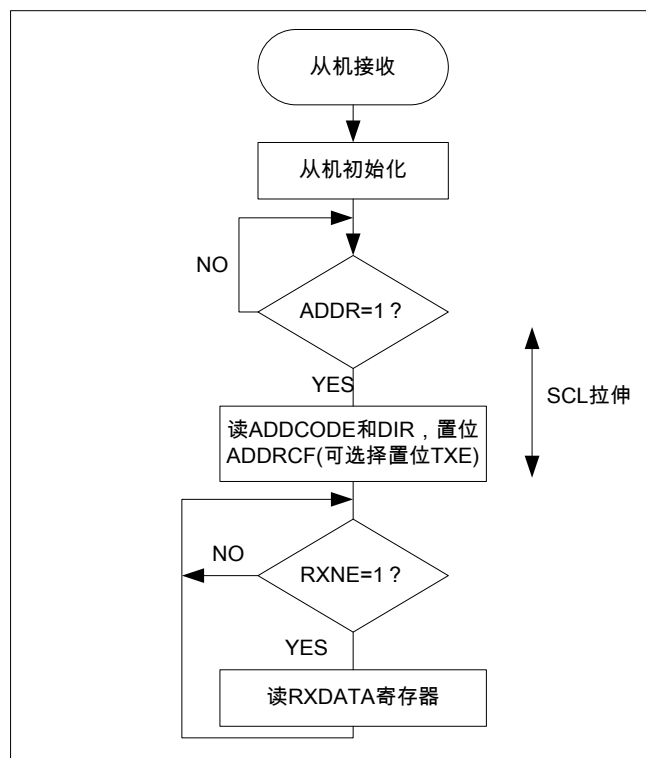 从机接收
从机初始化
NO
ADDR=1？
YES
SCL拉伸
读ADDCODE和DIR，置位
ADDRCF(可选择置位TXE)
NO
RXNE=1？
YES
读RXDATA寄存器